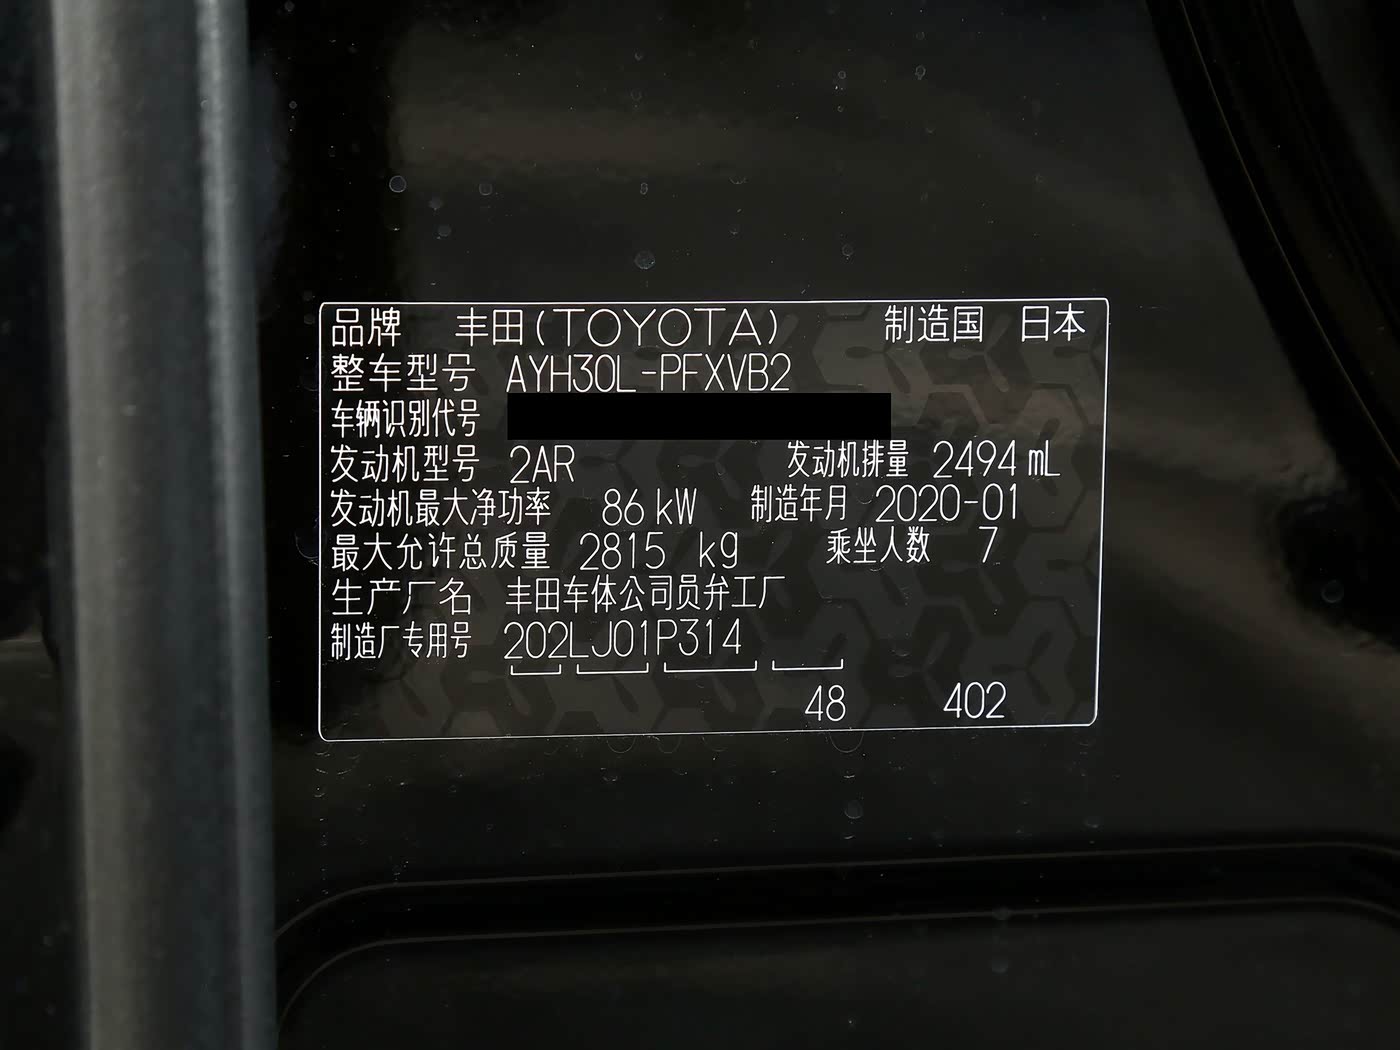 品牌 丰田(TOYOTA) 制造国 日本
整车型号 AYH30L-PFXVB2
车辆识别代号
发动机型号 2AR 发动机排量 2494 mL
发动机最大净功率 86 kW 制造年月 2020-01
最大允许总质量 2815 kg 乘坐人数 7
生产厂名 丰田车体公司员弁工厂
制造厂专用号 202LJ01P314
48 402